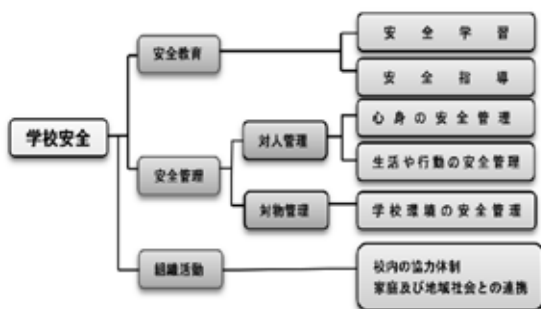 学校安全
安全教育
安全学習
安全指導
安全管理
対人管理
心身の安全管理
生活や行動の安全管理
対物管理
学校環境の安全管理
組織活動
校内の協力体制
家庭及び地域社会との連携